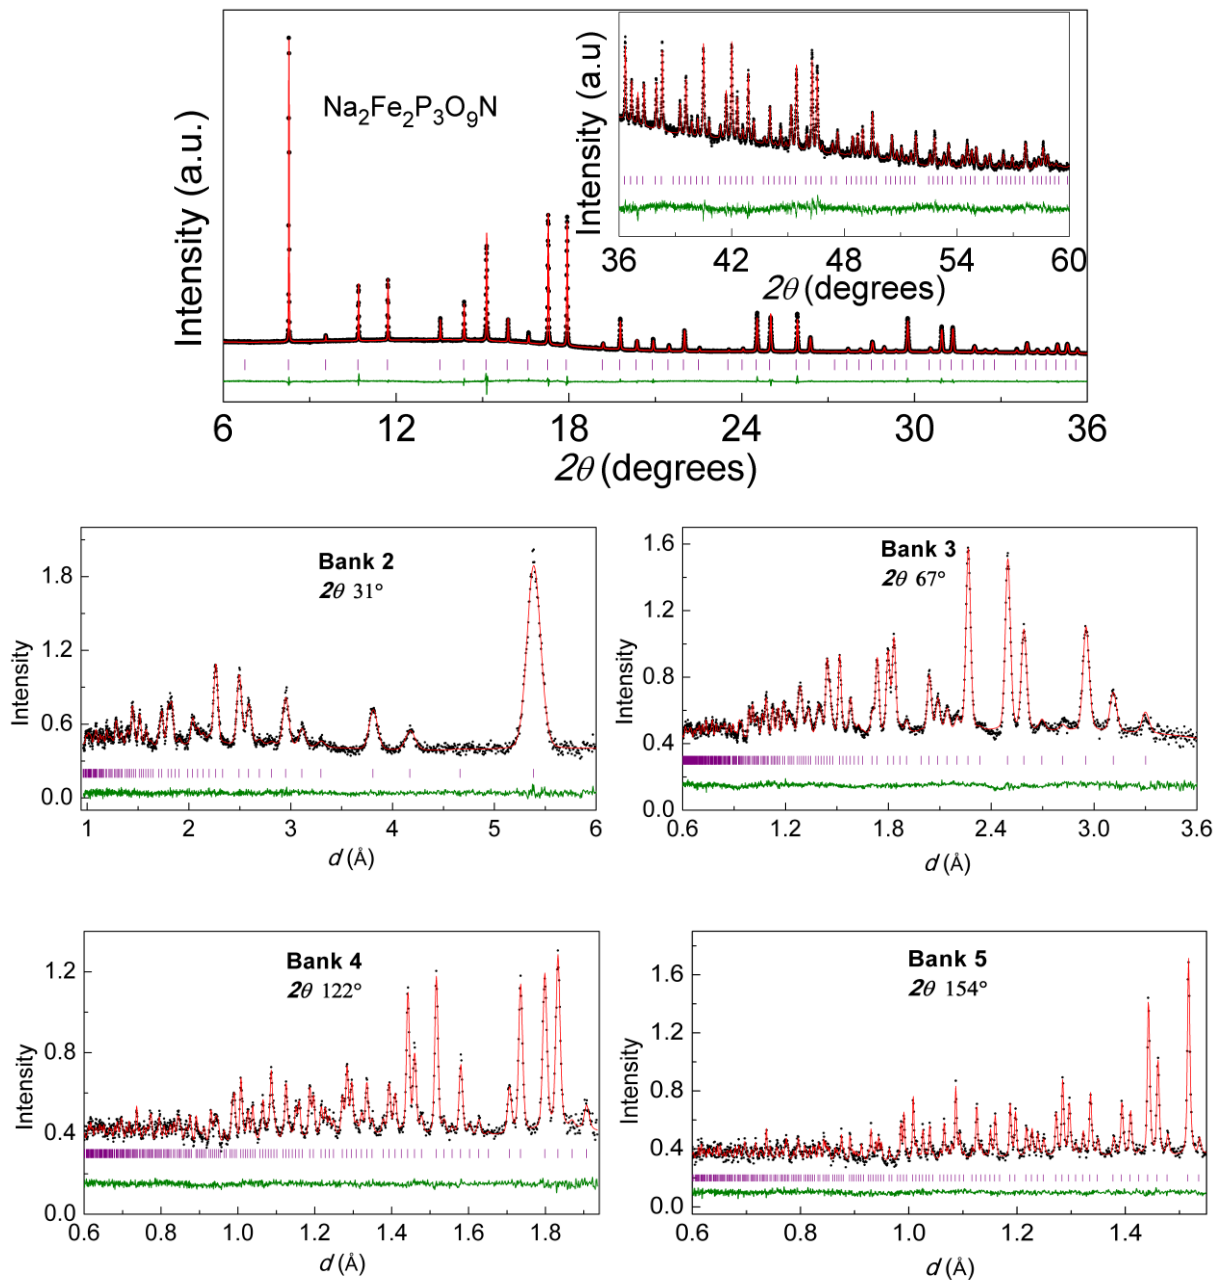 Na₂Fe₂P₃O₉N
Intensity (a.u.)
6 12 18 24 30 36
2θ (degrees)
Intensity (a.u)
36 42 48 54 60
2θ (degrees)
Bank 2
2θ 31°
Intensity
1.8
1.2
0.6
0.0
1 2 3 4 5 6
d (Å)
Bank 3
2θ 67°
Intensity
1.6
1.2
0.8
0.4
0.0
0.6 1.2 1.8 2.4 3.0 3.6
d (Å)
Bank 4
2θ 122°
Intensity
1.2
0.8
0.4
0.0
0.6 0.8 1.0 1.2 1.4 1.6 1.8
d (Å)
Bank 5
2θ 154°
Intensity
1.6
1.2
0.8
0.4
0.0
0.6 0.8 1.0 1.2 1.4
d (Å)